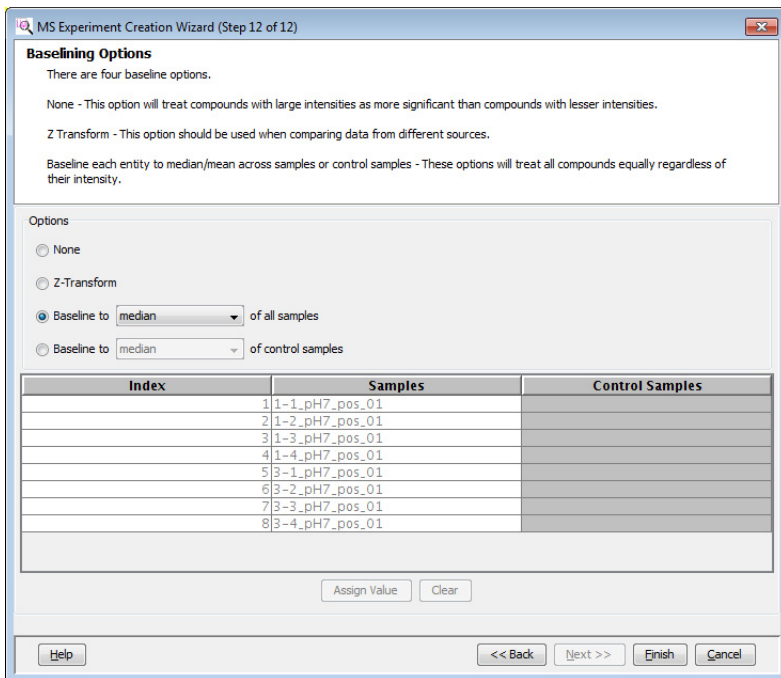 MS Experiment Creation Wizard (Step 12 of 12)
Baselining Options
There are four baseline options.
None - This option will treat compounds with large intensities as more significant than compounds with lesser intensities.
Z Transform - This option should be used when comparing data from different sources.
Baseline each entity to median/mean across samples or control samples - These options will treat all compounds equally regardless of
their intensity.
Options
None
Z-Transform
Baseline to median of all samples
Baseline to median of control samples
Index Samples Control Samples
1 1-1_pH7_pos_01
2 1-2_pH7_pos_01
3 1-3_pH7_pos_01
4 1-4_pH7_pos_01
5 3-1_pH7_pos_01
6 3-2_pH7_pos_01
7 3-3_pH7_pos_01
8 3-4_pH7_pos_01
Assign Value Clear
Help << Back Next >> Finish Cancel